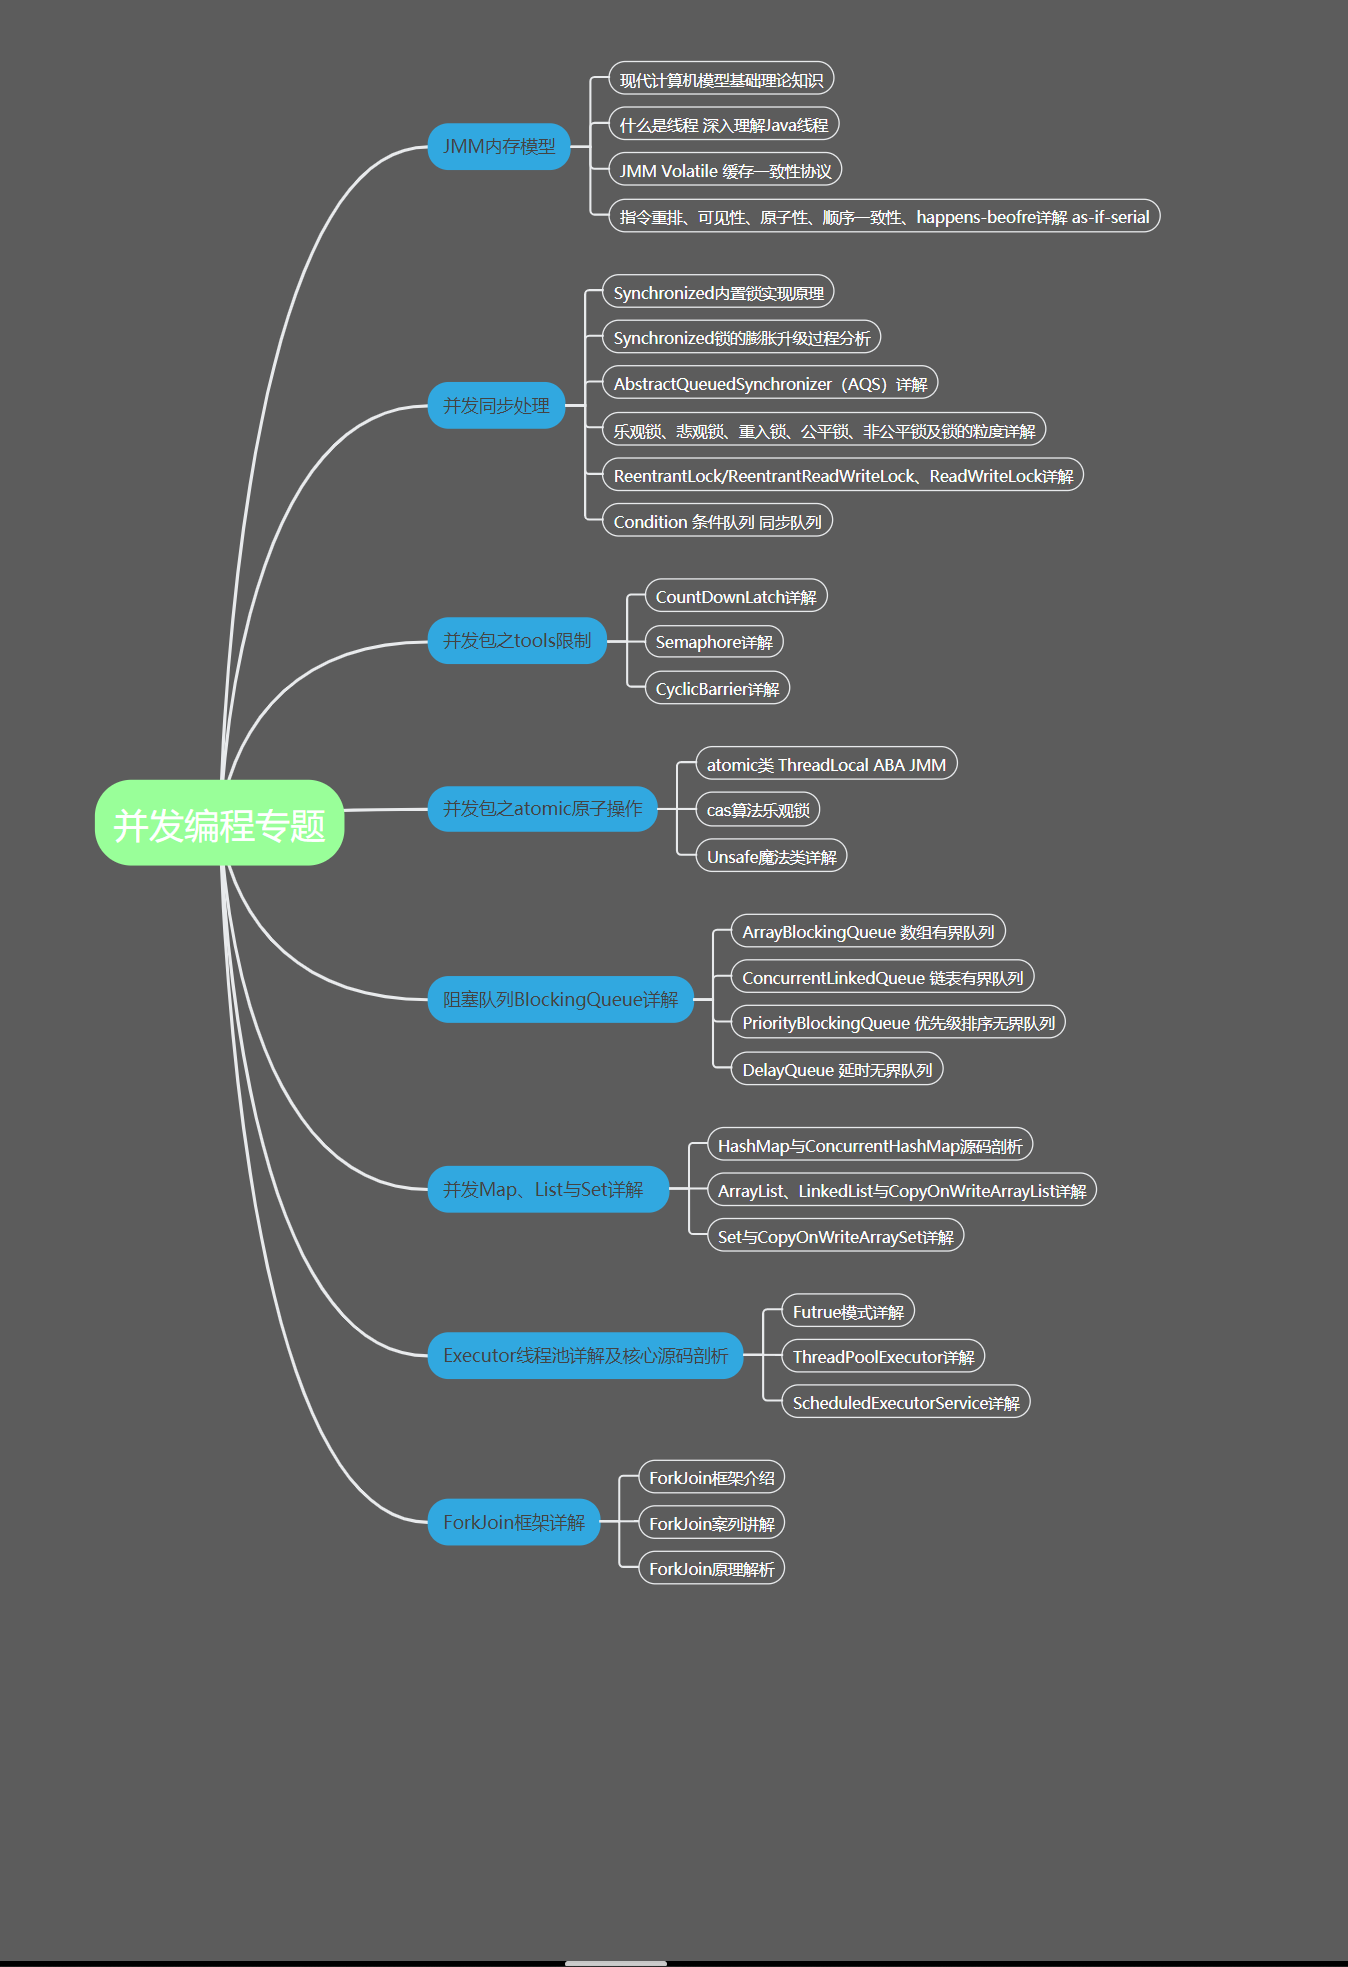 并发编程专题
JMM内存模型
现代计算机模型基础理论知识
什么是线程 深入理解Java线程
JMM Volatile 缓存一致性协议
指令重排、可见性、原子性、顺序一致性、happens-beofre详解 as-if-serial
并发同步处理
Synchronized内置锁实现原理
Synchronized锁的膨胀升级过程分析
AbstractQueuedSynchronizer（AQS）详解
乐观锁、悲观锁、重入锁、公平锁、非公平锁及锁的粒度详解
ReentrantLock/ReentrantReadWriteLock、ReadWriteLock详解
Condition 条件队列 同步队列
并发包之tools限制
CountDownLatch详解
Semaphore详解
CyclicBarrier详解
并发包之atomic原子操作
atomic类 ThreadLocal ABA JMM
cas算法乐观锁
Unsafe魔法类详解
阻塞队列BlockingQueue详解
ArrayBlockingQueue 数组有界队列
ConcurrentLinkedQueue 链表有界队列
PriorityBlockingQueue 优先级排序无界队列
DelayQueue 延时无界队列
并发Map、List与Set详解
HashMap与ConcurrentHashMap源码剖析
ArrayList、LinkedList与CopyOnWriteArrayList详解
Set与CopyOnWriteArraySet详解
Executor线程池详解及核心源码剖析
Futrue模式详解
ThreadPoolExecutor详解
ScheduledExecutorService详解
ForkJoin框架详解
ForkJoin框架介绍
ForkJoin案列讲解
ForkJoin原理解析